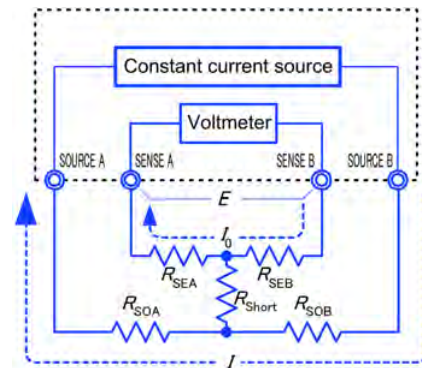 Constant current source
Voltmeter
SOURCE A
SENSE A
SENSE B
SOURCE B
E
I0
RSEA
RSEB
RShort
RSOA
RSOB
I